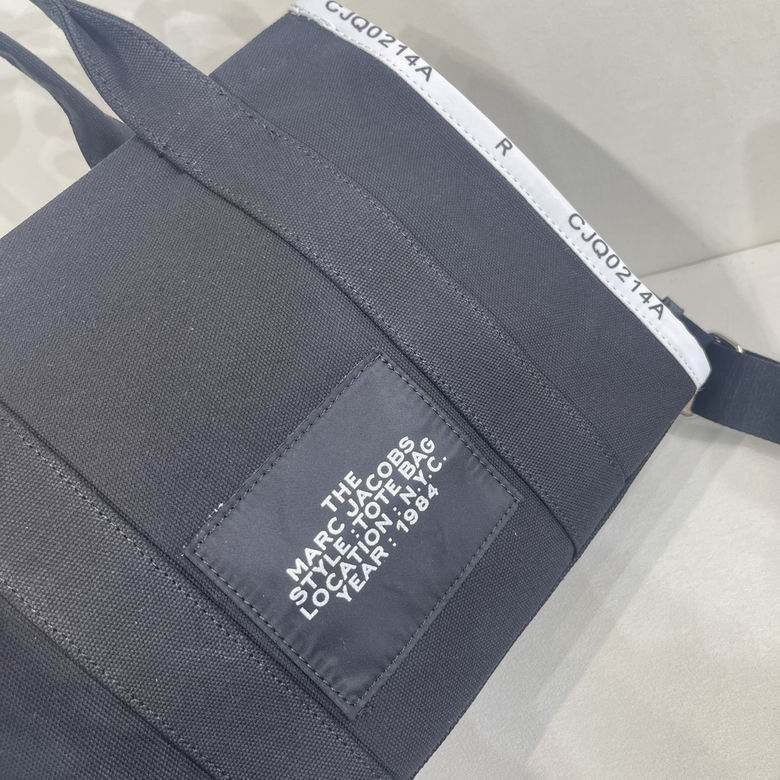 CJQ0214A
R
CJQ0214A
THE
MARC JACOBS
STYLE : TOTE BAG
LOCATION : N.Y.C.
YEAR : 1984